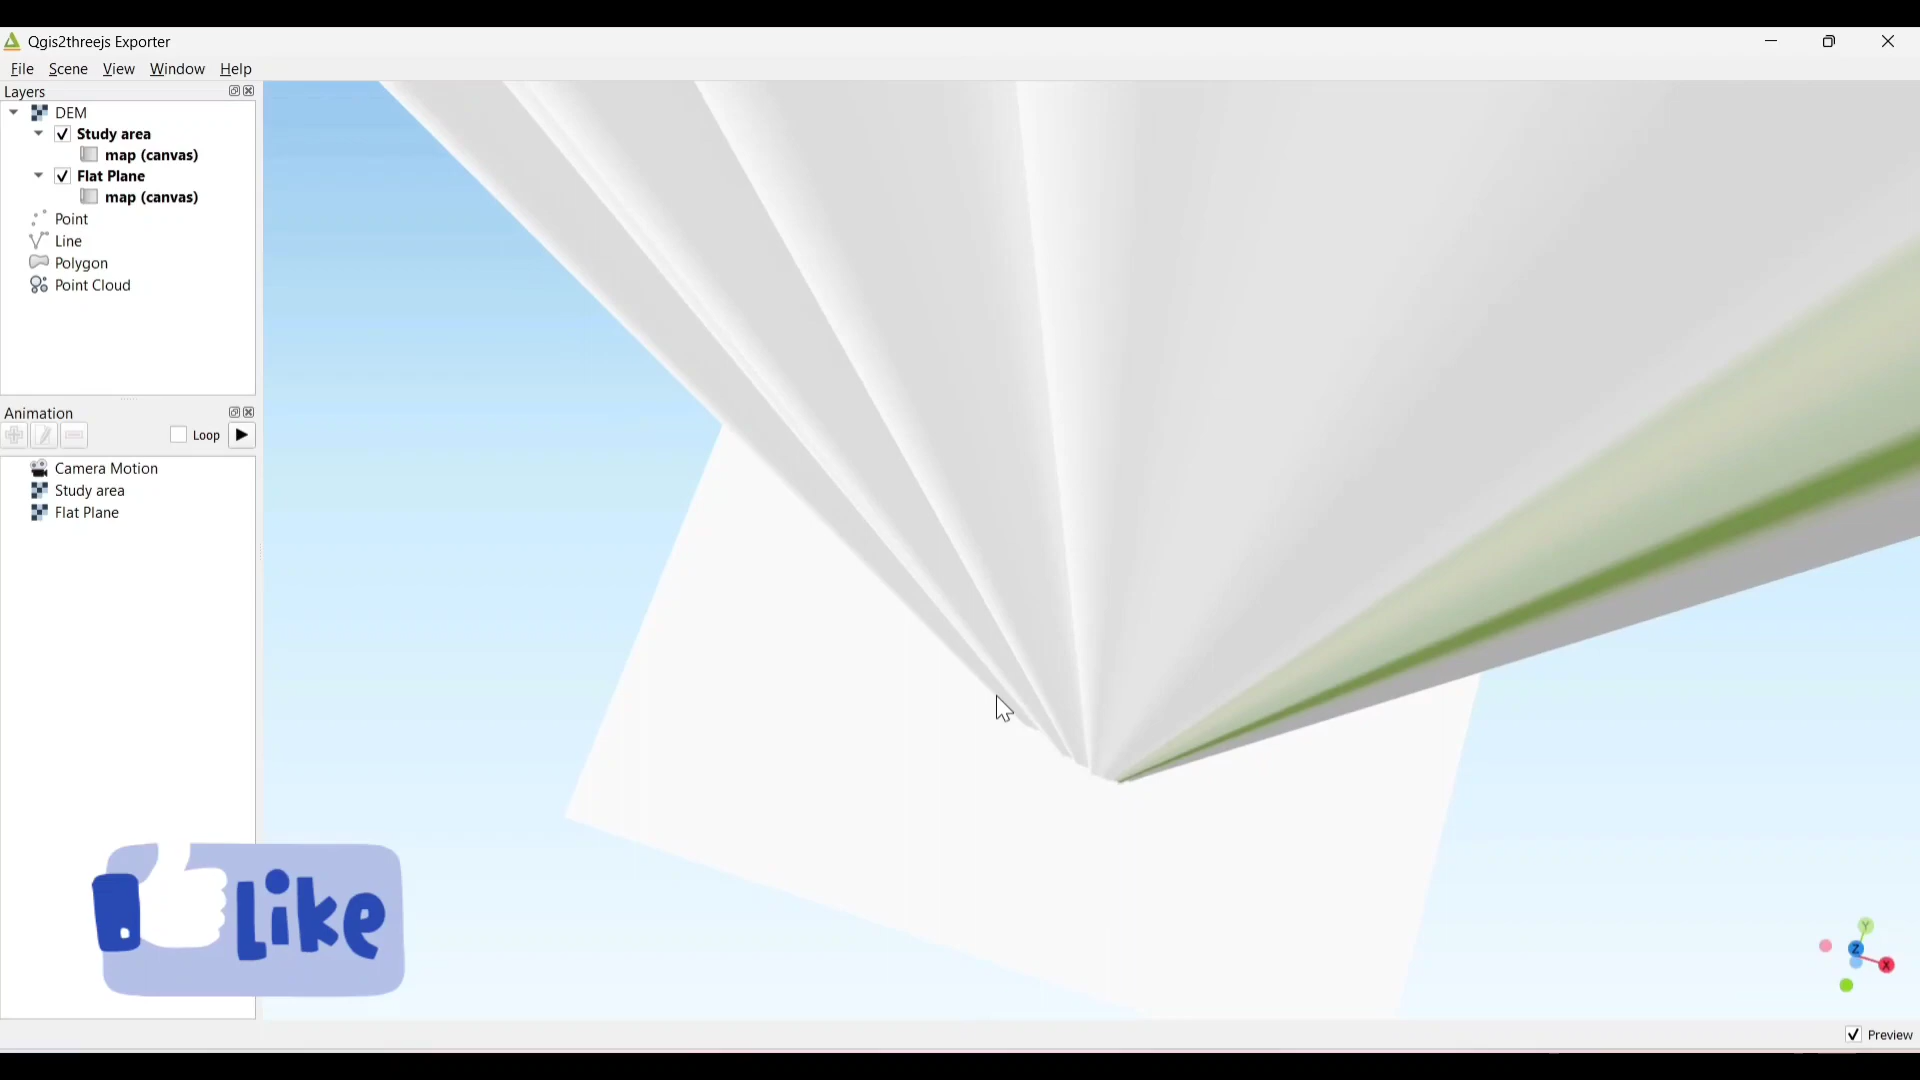 Qgis2threejs Exporter
File Scene View Window Help
Layers
DEM
Study area
map (canvas)
Flat Plane
map (canvas)
Point
Line
Polygon
Point Cloud
Animation
Loop
Camera Motion
Study area
Flat Plane
like
Y
Z
X
Preview